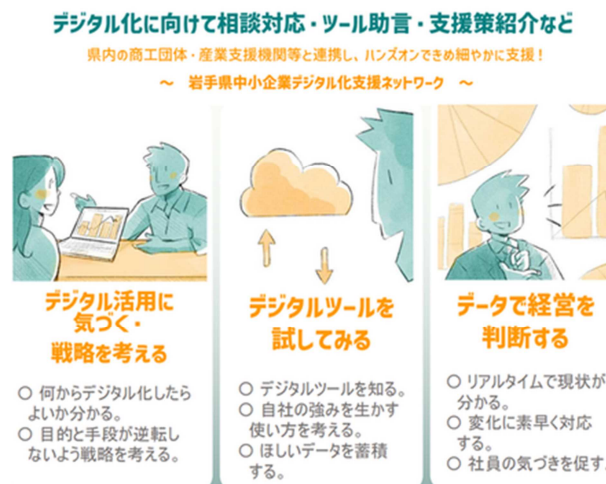 デジタル化に向けて相談対応・ツール助言・支援策紹介など
県内の商工団体・産業支援機関等と連携し、ハンズオンできめ細やかに支援！
～ 岩手県中小企業デジタル化支援ネットワーク ～
デジタル活用に
気づく・
戦略を考える
○ 何からデジタル化したら
よいか分かる。
○ 目的と手段が逆転し
ないよう戦略を考える。
デジタルツールを
試してみる
○ デジタルツールを知る。
○ 自社の強みを生かす
使い方を考える。
○ ほしいデータを蓄積
する。
データで経営を
判断する
○ リアルタイムで現状が
分かる。
○ 変化に素早く対応
する。
○ 社員の気づきを促す。